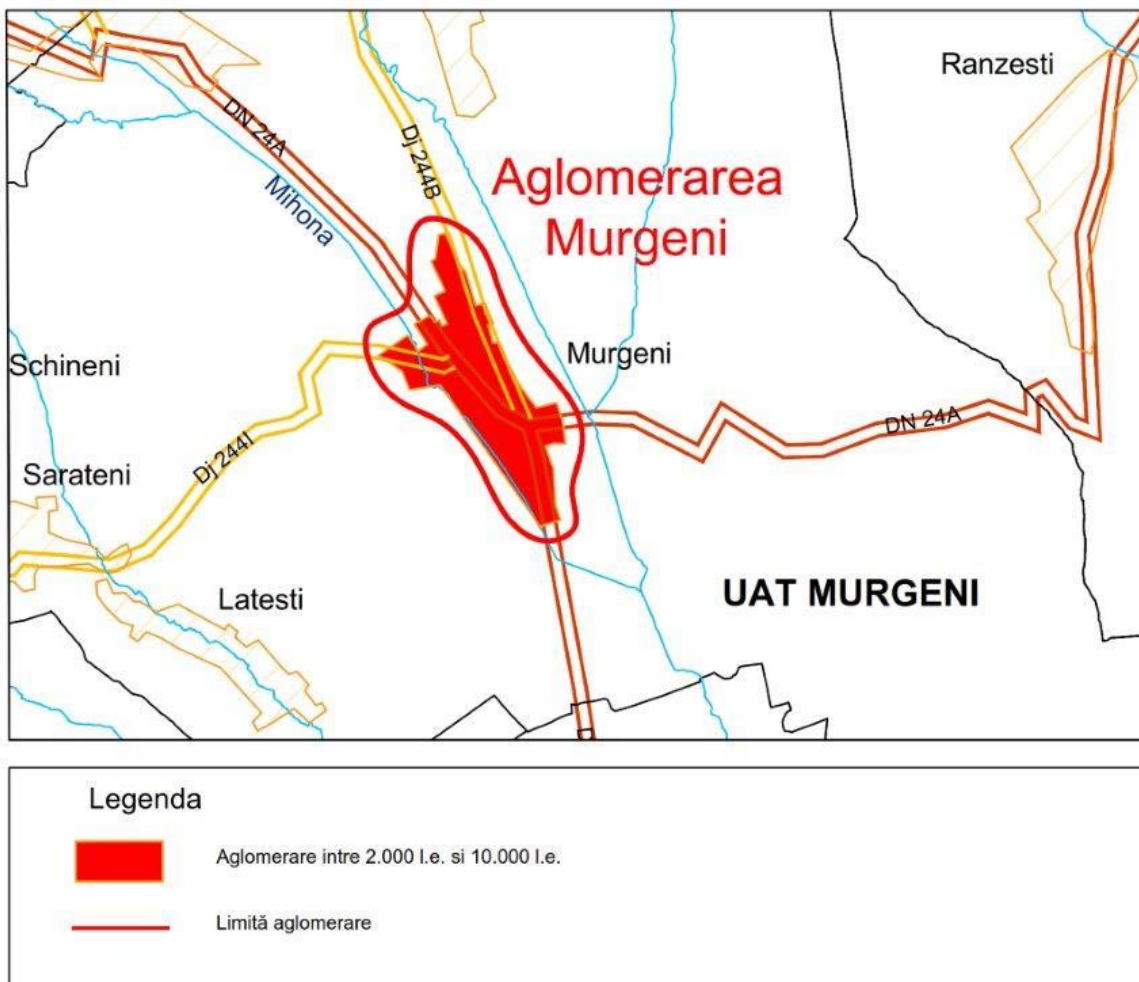 Ranzesti
DN 24A
Dj 244B
Aglomerarea
Murgeni
Mihona
Murgeni
Schineni
DN 24A
Dj 244I
Sarateni
Latesti
UAT MURGENI
D
Legenda
Aglomerare intre 2.000 l.e. si 10.000 l.e.
Limită aglomerare